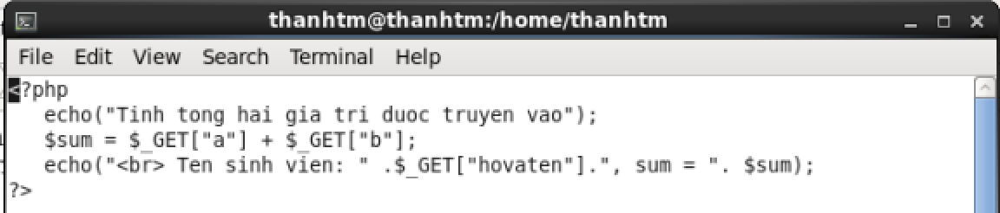 thanhtm@thanhtm:/home/thanhtm
File Edit View Search Terminal Help
<?php
   echo("Tinh tong hai gia tri duoc truyen vao");
   $sum = $_GET["a"] + $_GET["b"];
   echo("<br> Ten sinh vien: " .$_GET["hovaten"].", sum = ". $sum);
?>